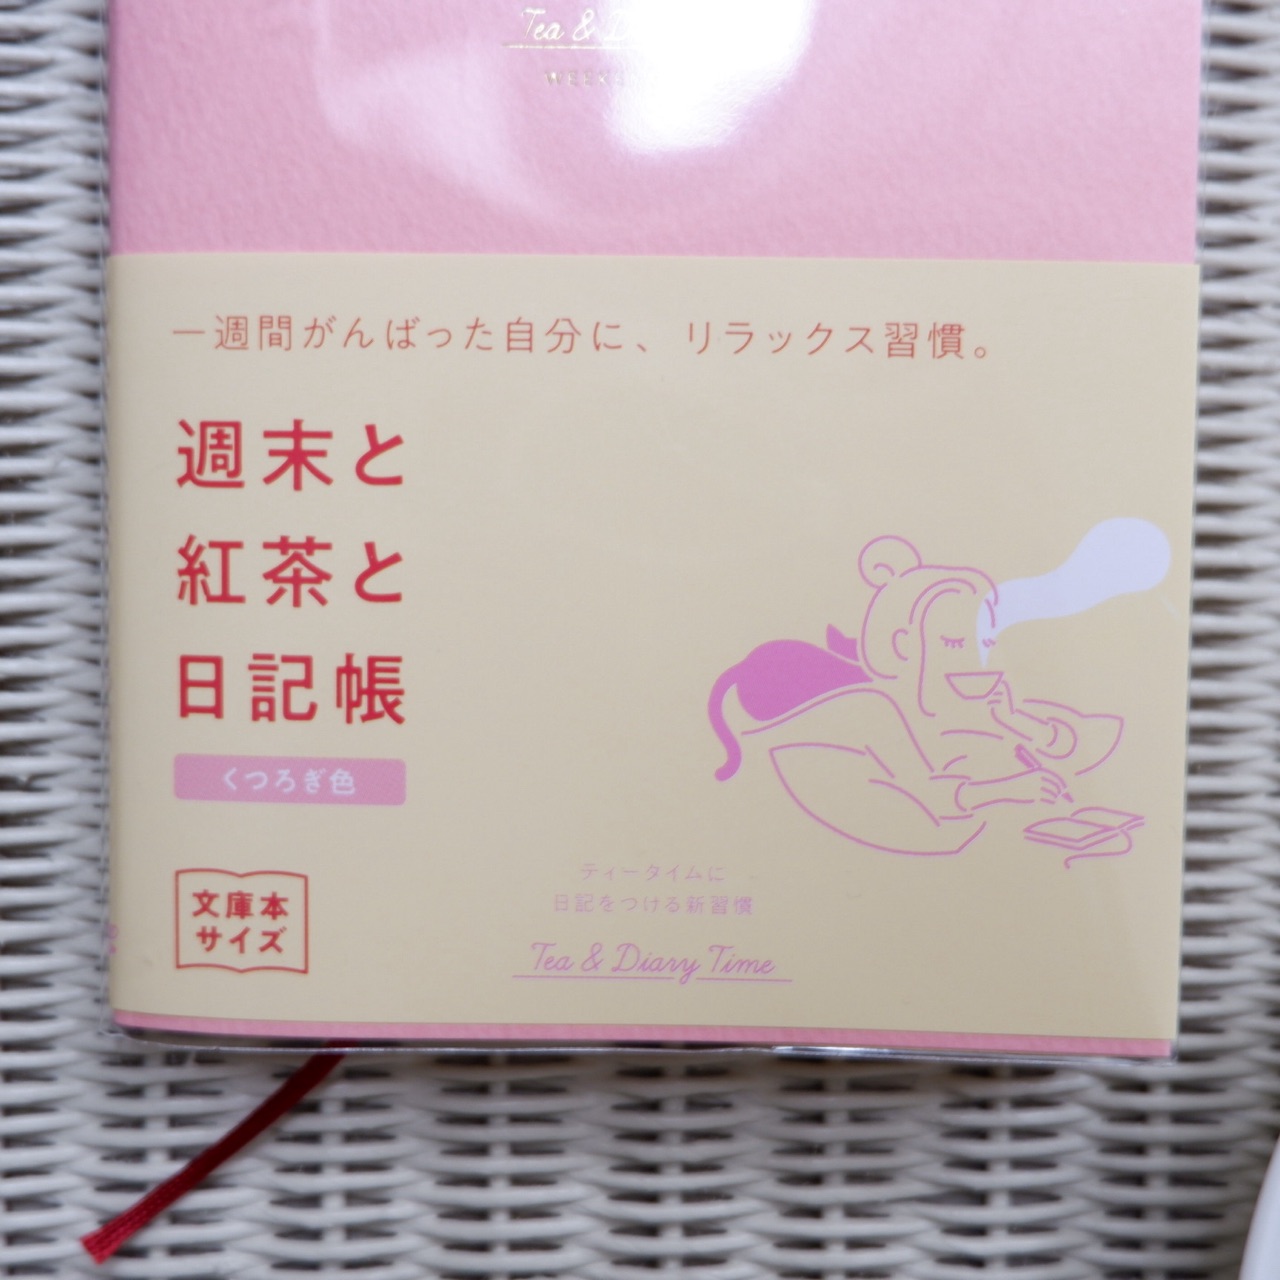 Tea &
一週間がんばった自分に、リラックス習慣。
週末と
紅茶と
日記帳
くつろぎ色
文庫本
サイズ
ティータイムに
日記をつける新習慣
Tea & Diary Time